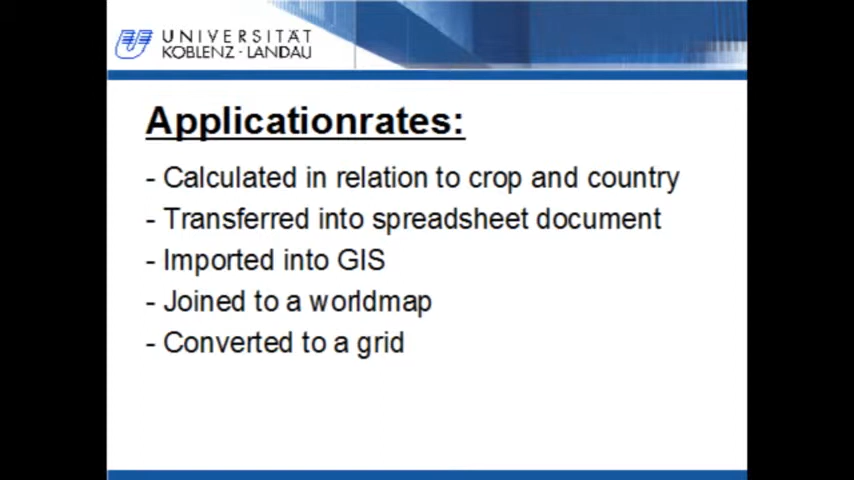 UNIVERSITÄT
KOBLENZ · LANDAU
Applicationrates:
- Calculated in relation to crop and country
- Transferred into spreadsheet document
- Imported into GIS
- Joined to a worldmap
- Converted to a grid